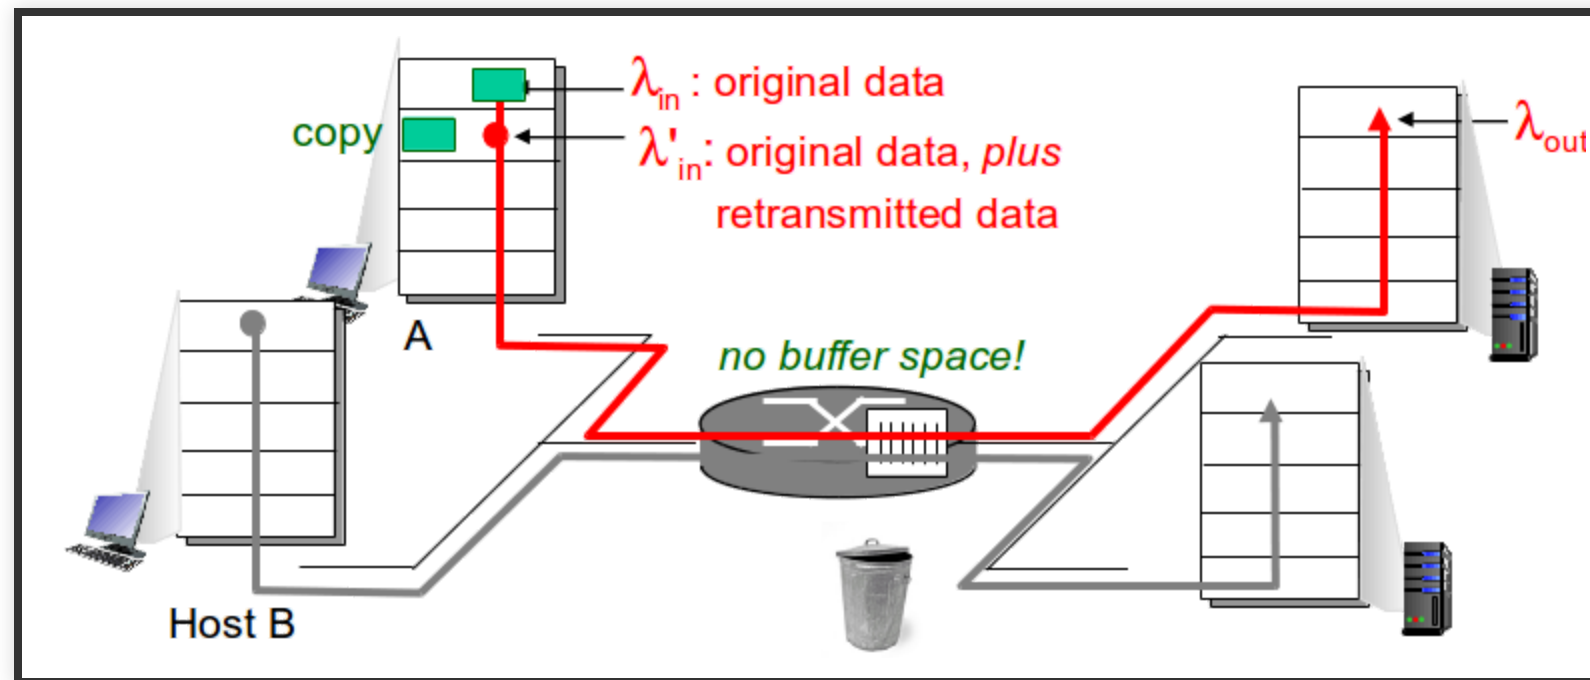 λin : original data
copy
λ'in: original data, plus
retransmitted data
λout
A
no buffer space!
Host B